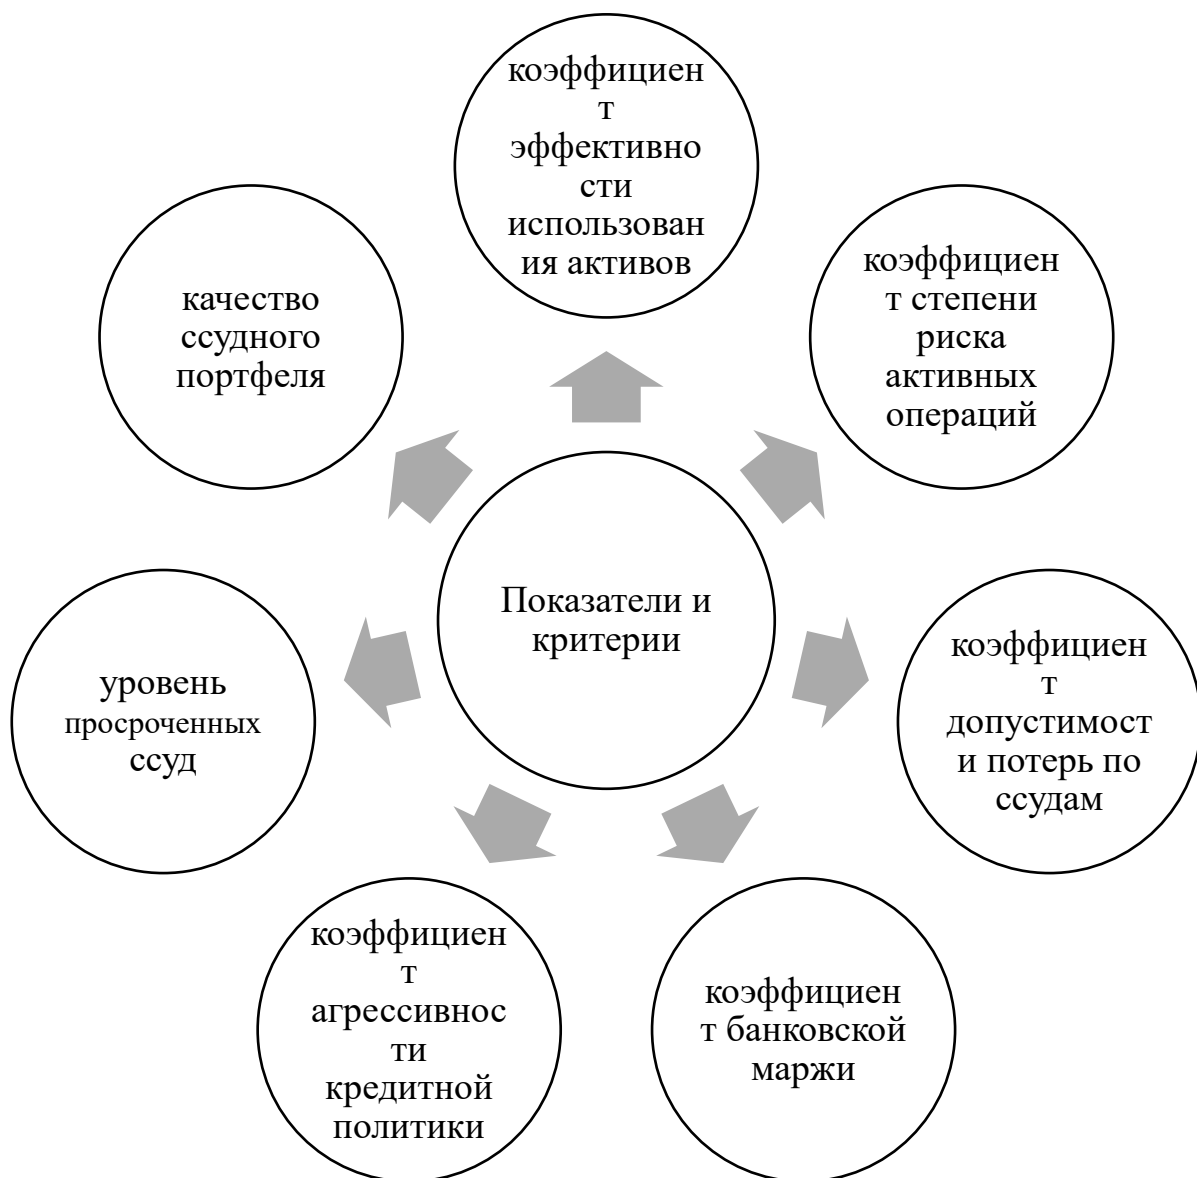 коэффициен
т
эффективно
сти
использован
ия активов
коэффициен
т степени
риска
активных
операций
коэффициен
т
допустимост
и потерь по
ссудам
коэффициен
т банковской
маржи
коэффициен
т
агрессивнос
ти
кредитной
политики
уровень
просроченных
ссуд
качество
ссудного
портфеля
Показатели и
критерии